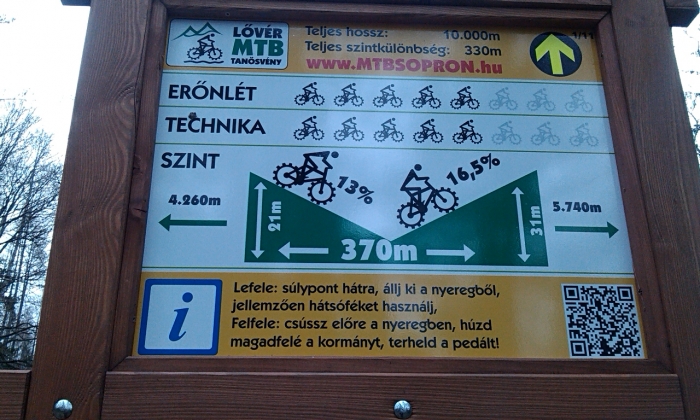 LŐVÉR
MTB
TANÖSVÉNY
Teljes hossz: 10.000m
Teljes szintkülönbség: 330m
www.MTBSOPRON.hu
ERŐNLÉT
TECHNIKA
SZINT
4.260m
21m
13%
370m
16,5%
31m
5.740m
i
Lefele: súlypont hátra, állj ki a nyeregből,
jellemzően hátsóféket használj,
Felfele: csússz előre a nyeregben, húzd
magadfelé a kormányt, terheld a pedált!